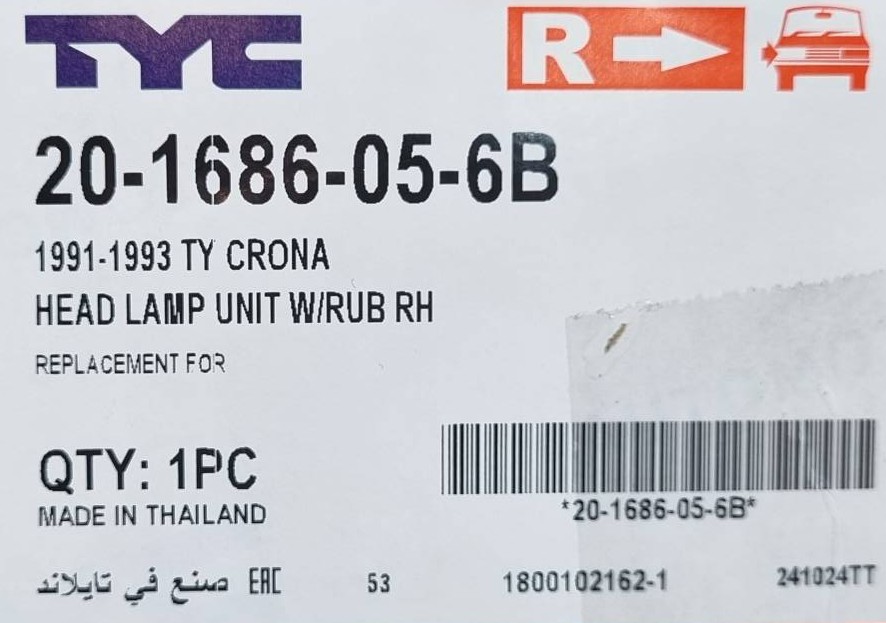 TYC
R
20-1686-05-6B
1991-1993 TY CRONA
HEAD LAMP UNIT W/RUB RH
REPLACEMENT FOR
QTY: 1PC
MADE IN THAILAND
*20-1686-05-6B*
صنع في تايلاند EAC 53 1800102162-1 241024TT